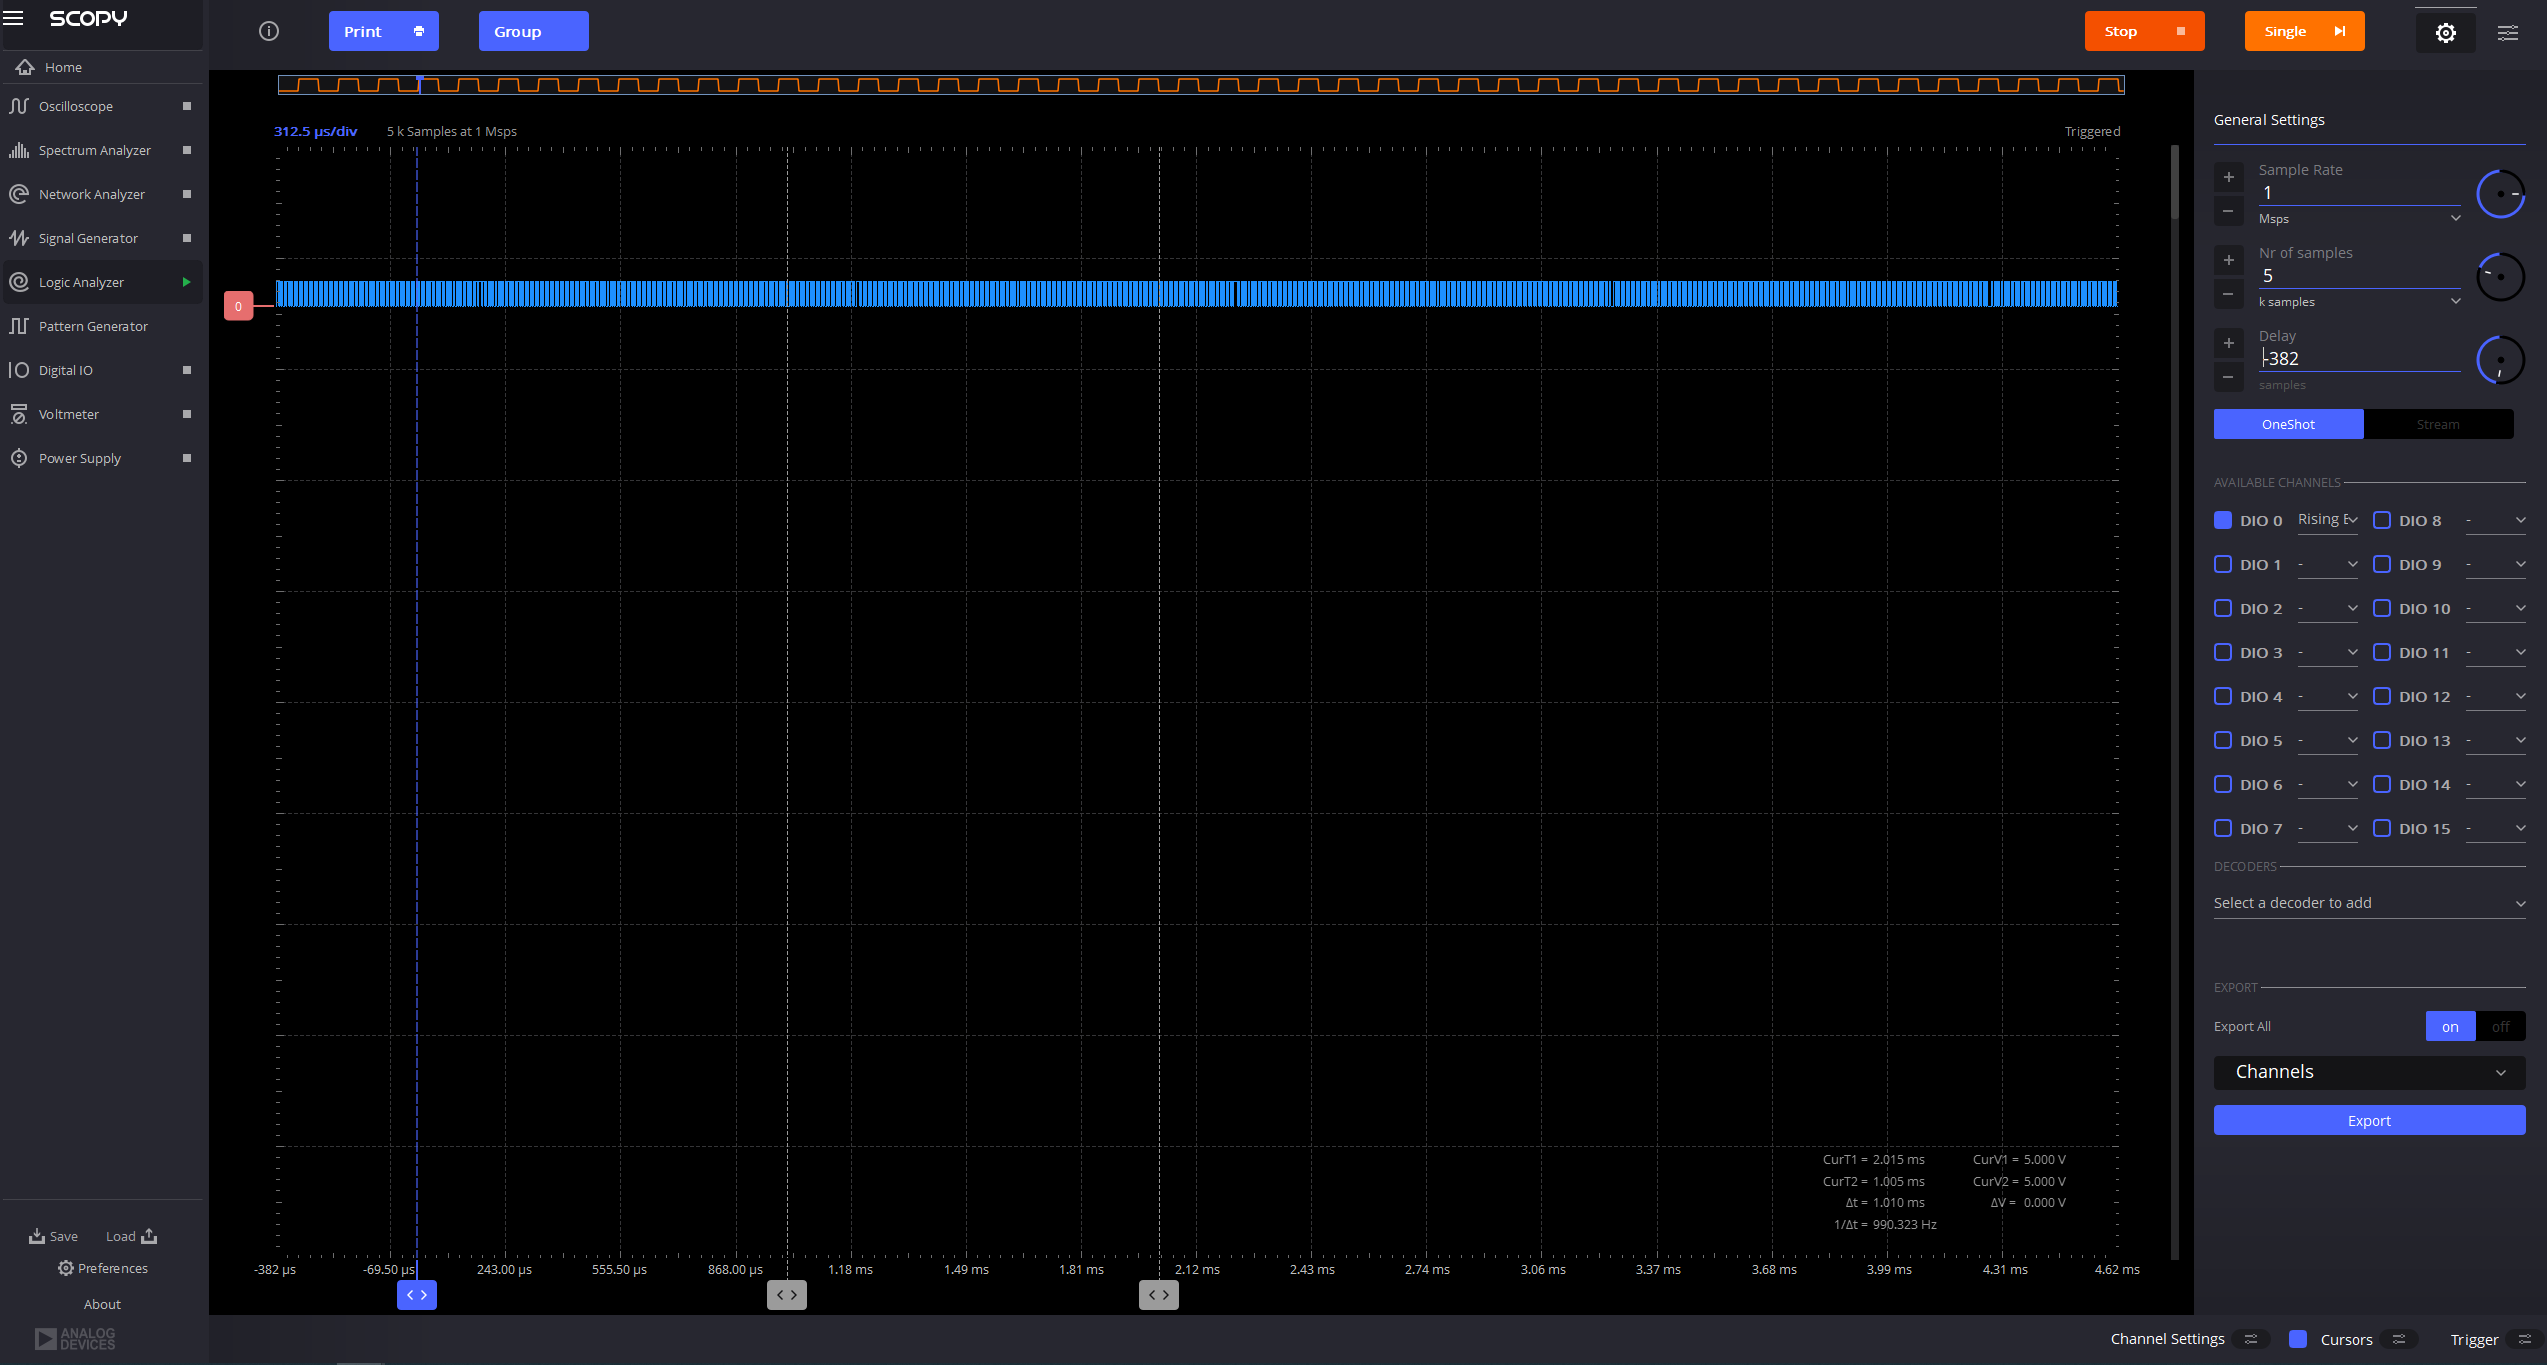 SCOPY
Print
Group
Stop
Single
Home
Oscilloscope
Spectrum Analyzer
Network Analyzer
Signal Generator
Logic Analyzer
Pattern Generator
Digital IO
Voltmeter
Power Supply
Save Load
Preferences
About
ANALOG
DEVICES
312.5 µs/div 5 k Samples at 1 Msps Triggered
0
CurT1 = 2.015 ms CurV1 = 5.000 V
CurT2 = 1.005 ms CurV2 = 5.000 V
Δt = 1.010 ms ΔV = 0.000 V
1/Δt = 990.323 Hz
-382 µs -69.50 µs 243.00 µs 555.50 µs 868.00 µs 1.18 ms 1.49 ms 1.81 ms 2.12 ms 2.43 ms 2.74 ms 3.06 ms 3.37 ms 3.68 ms 3.99 ms 4.31 ms 4.62 ms
General Settings
Sample Rate
1
Msps
Nr of samples
5
k samples
Delay
-382
samples
OneShot Stream
AVAILABLE CHANNELS
DIO 0 Rising E DIO 8 -
DIO 1 - DIO 9 -
DIO 2 - DIO 10 -
DIO 3 - DIO 11 -
DIO 4 - DIO 12 -
DIO 5 - DIO 13 -
DIO 6 - DIO 14 -
DIO 7 - DIO 15 -
DECODERS
Select a decoder to add
EXPORT
Export All on off
Channels
Export
Channel Settings Cursors Trigger